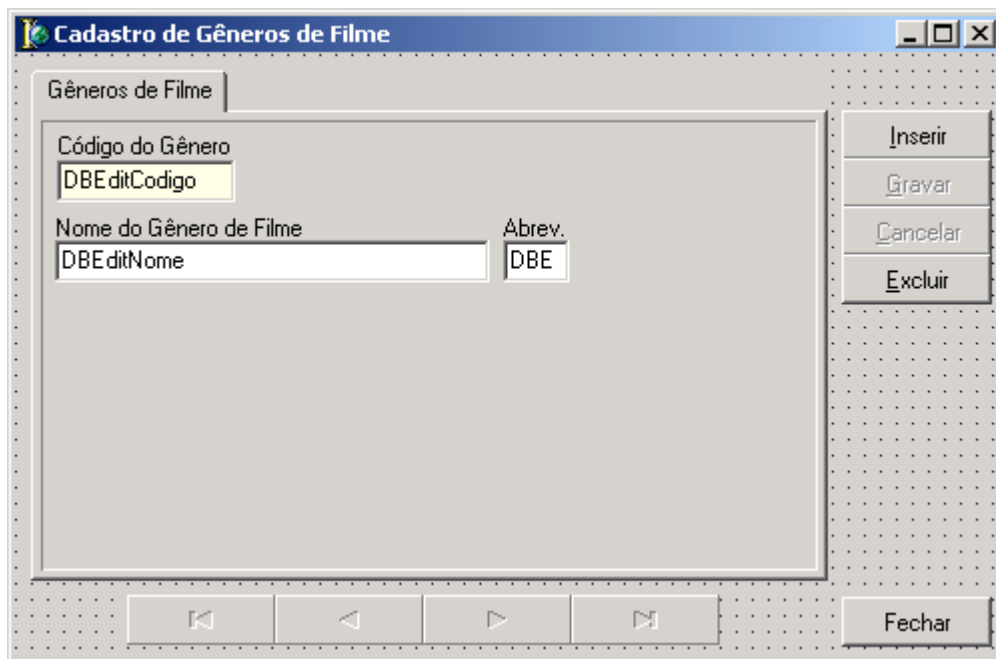 Cadastro de Gêneros de Filme
Gêneros de Filme
Código do Gênero
DBEditCodigo
Nome do Gênero de Filme Abrev.
DBEditNome DBE
Inserir
Gravar
Cancelar
Excluir
Fechar